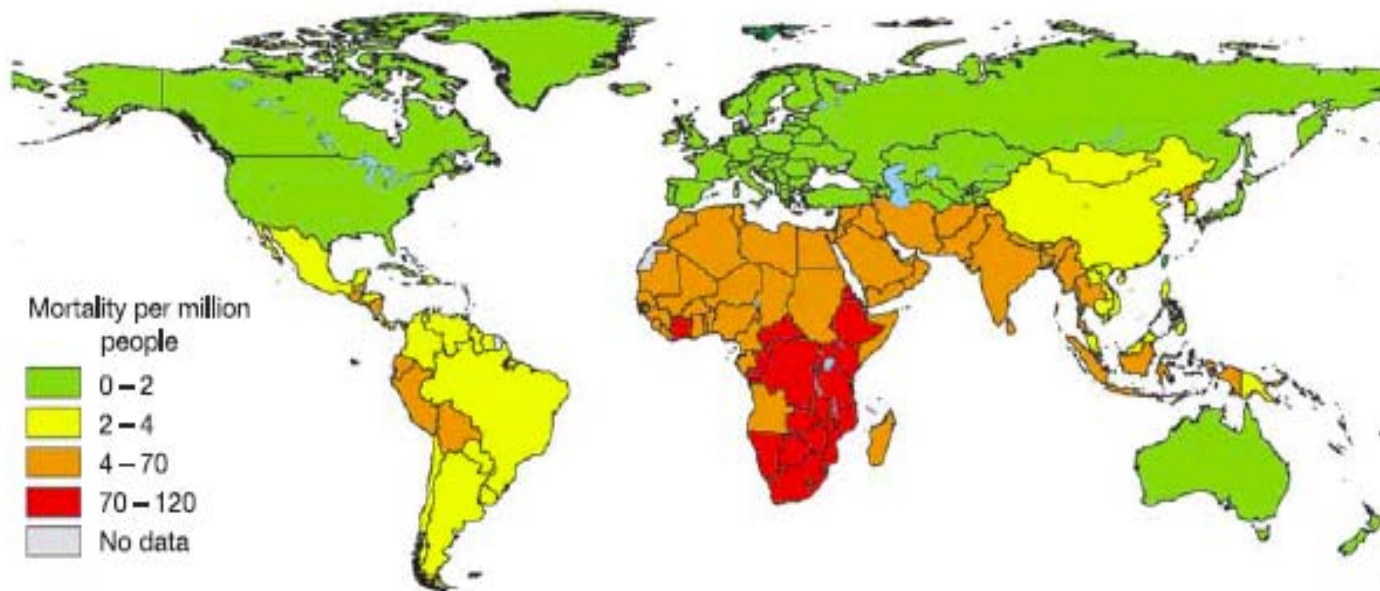 Mortality per million
people
0–2
2–4
4–70
70–120
No data